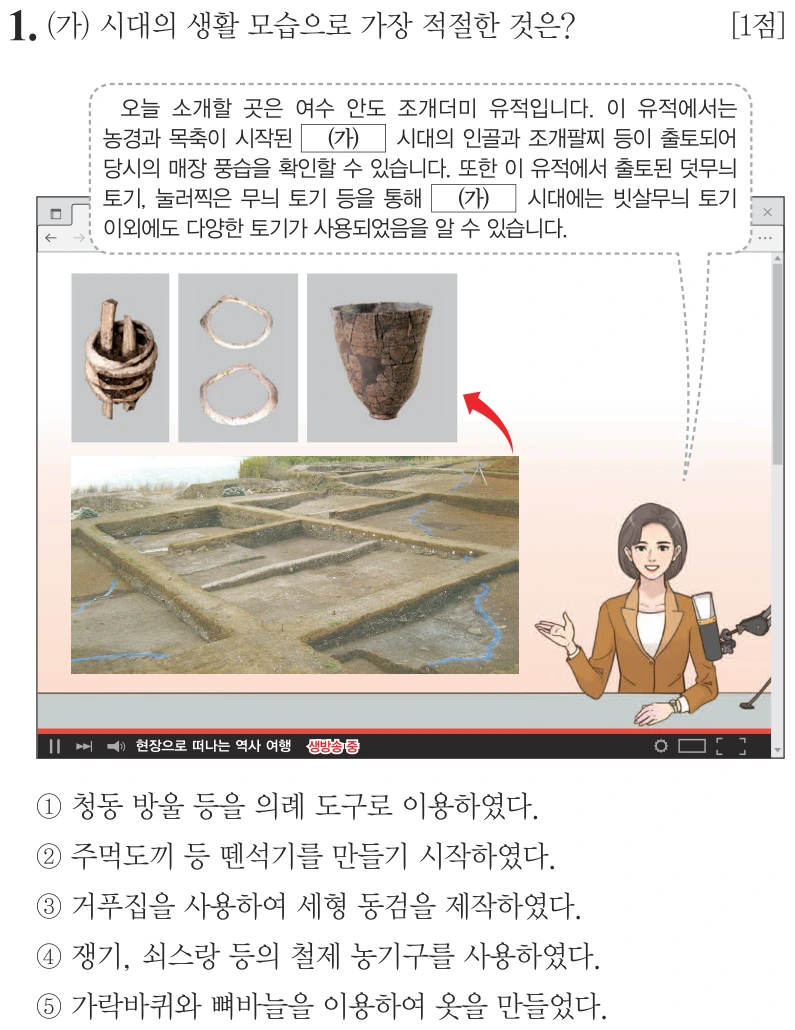 1. (가) 시대의 생활 모습으로 가장 적절한 것은? [1점]
오늘 소개할 곳은 여수 안도 조개더미 유적입니다. 이 유적에서는
농경과 목축이 시작된 (가) 시대의 인골과 조개팔찌 등이 출토되어
당시의 매장 풍습을 확인할 수 있습니다. 또한 이 유적에서 출토된 덧무늬
토기, 눌러찍은 무늬 토기 등을 통해 (가) 시대에는 빗살무늬 토기
이외에도 다양한 토기가 사용되었음을 알 수 있습니다.
현장으로 떠나는 역사 여행 생방송 중
① 청동 방울 등을 의례 도구로 이용하였다.
② 주먹도끼 등 뗀석기를 만들기 시작하였다.
③ 거푸집을 사용하여 세형 동검을 제작하였다.
④ 쟁기, 쇠스랑 등의 철제 농기구를 사용하였다.
⑤ 가락바퀴와 뼈바늘을 이용하여 옷을 만들었다.